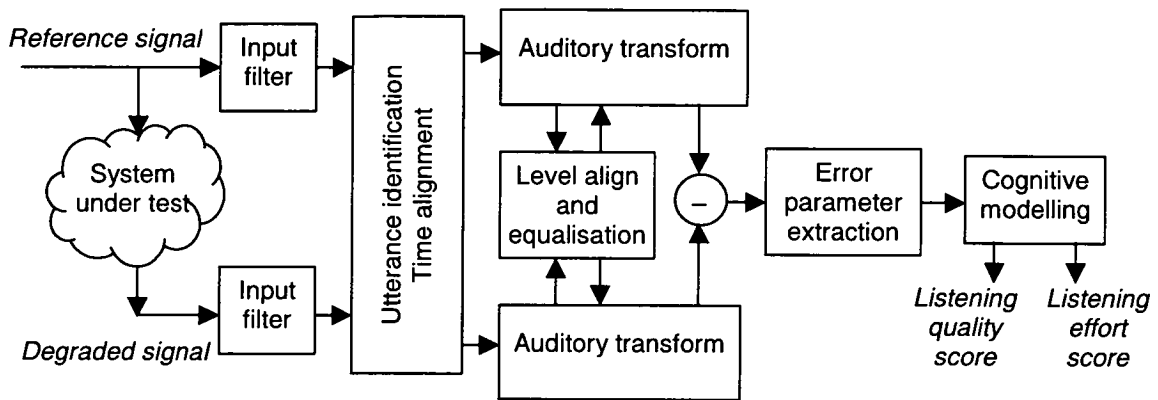 Reference signal
Input
filter
System
under test
Degraded signal
Input
filter
Utterance identification
Time alignment
Auditory transform
Level align
and
equalisation
Auditory transform
–
Error
parameter
extraction
Cognitive
modelling
Listening
quality
score
Listening
effort
score